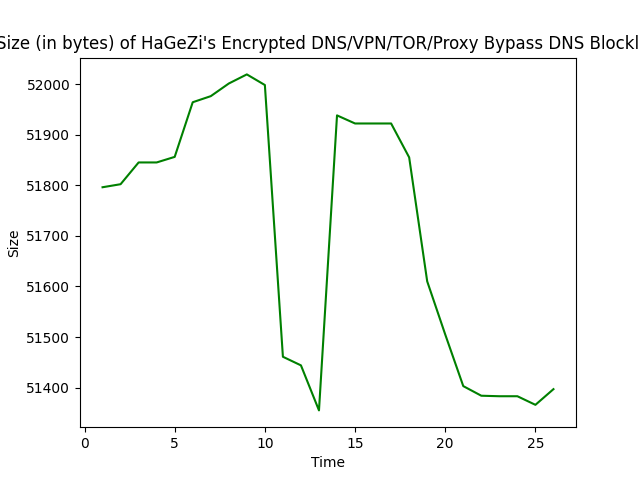 Size (in bytes) of HaGeZi's Encrypted DNS/VPN/TOR/Proxy Bypass DNS Blockl
52000
51900
51800
51700
51600
51500
51400
Size
0 5 10 15 20 25
Time